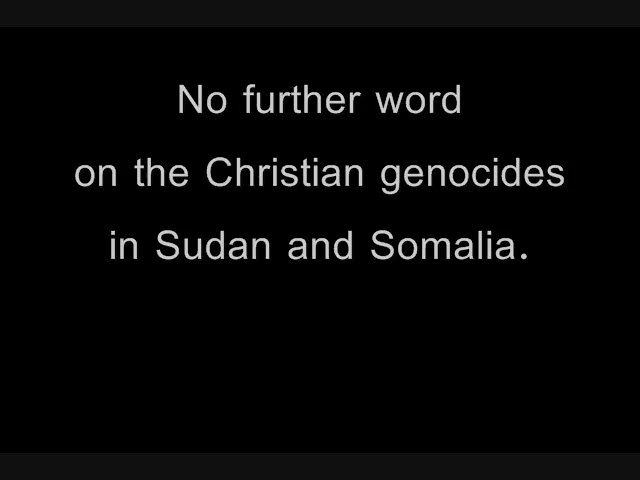 No further word
on the Christian genocides
in Sudan and Somalia.